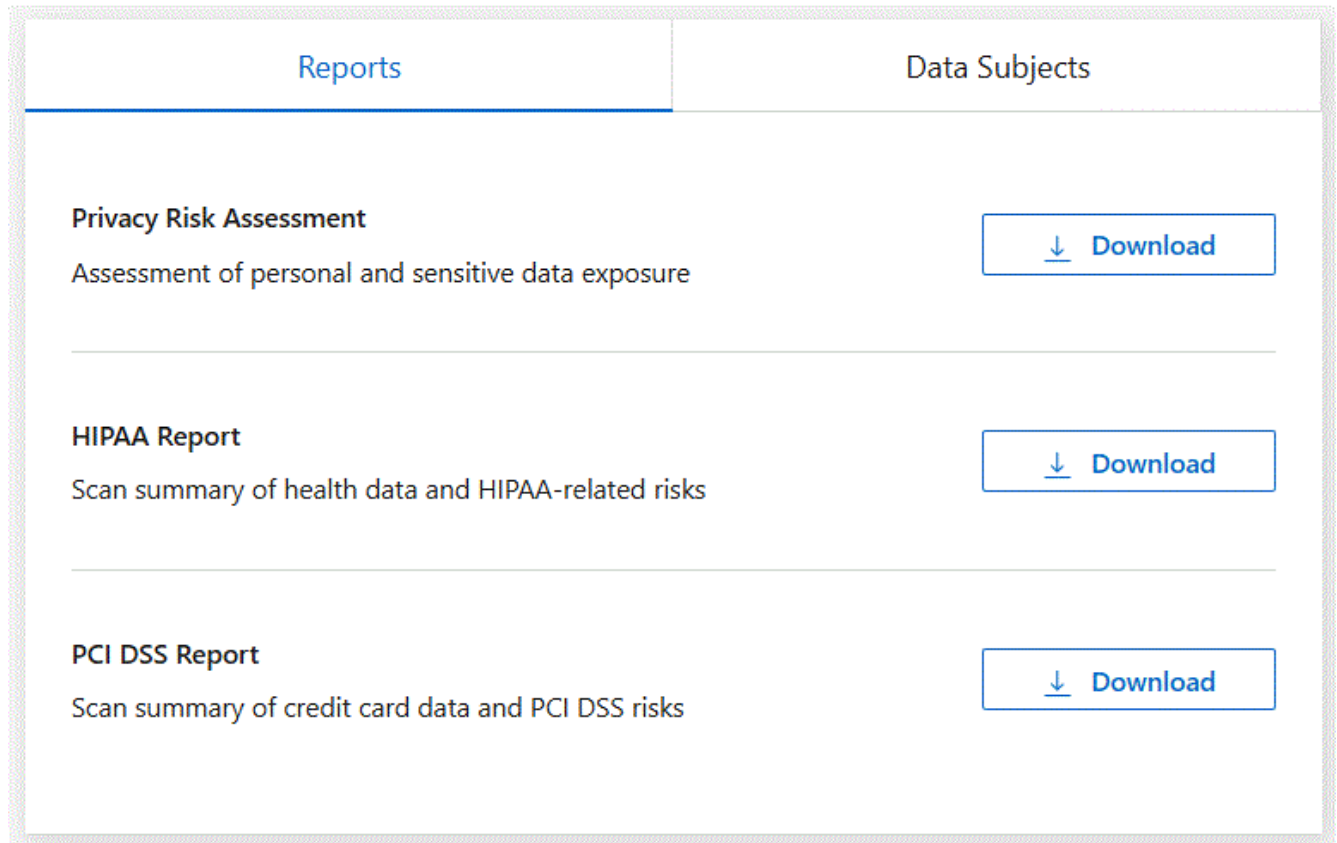 Reports
Data Subjects
Privacy Risk Assessment
Download
Assessment of personal and sensitive data exposure
HIPAA Report
Download
Scan summary of health data and HIPAA-related risks
PCI DSS Report
Download
Scan summary of credit card data and PCI DSS risks